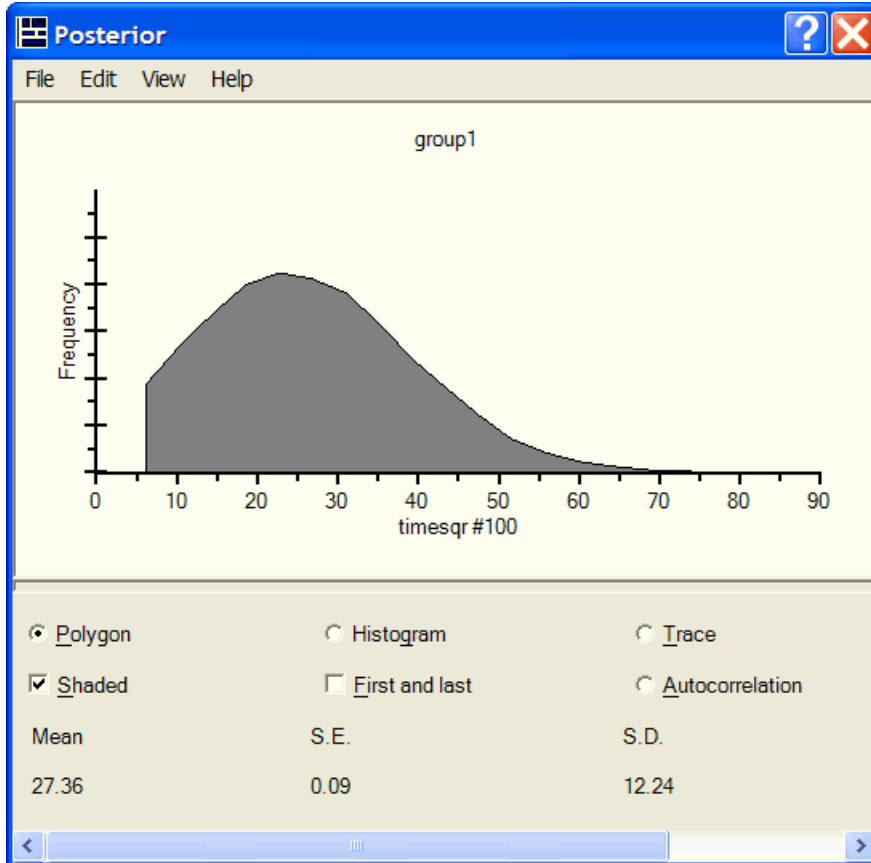 Posterior
File Edit View Help
group1
Frequency
0 10 20 30 40 50 60 70 80 90
timesqr #100
Polygon Histogram Trace
Shaded First and last Autocorrelation
Mean S.E. S.D.
27.36 0.09 12.24